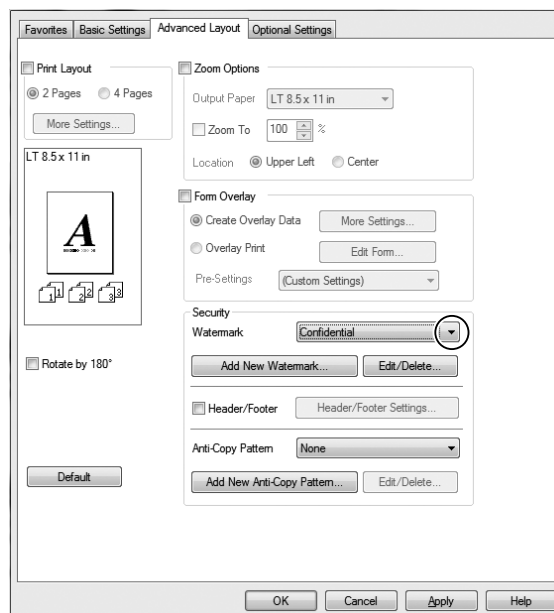 Favorites Basic Settings Advanced Layout Optional Settings
Print Layout
2 Pages 4 Pages
More Settings...
LT 8.5 x 11 in
A
1 1 2 2 3 3
Rotate by 180°
Default
Zoom Options
Output Paper LT 8.5 x 11 in
Zoom To 100 %
Location Upper Left Center
Form Overlay
Create Overlay Data More Settings...
Overlay Print Edit Form...
Pre-Settings (Custom Settings)
Security
Watermark Confidential
Add New Watermark... Edit/Delete...
Header/Footer Header/Footer Settings...
Anti-Copy Pattern None
Add New Anti-Copy Pattern... Edit/Delete...
OK Cancel Apply Help